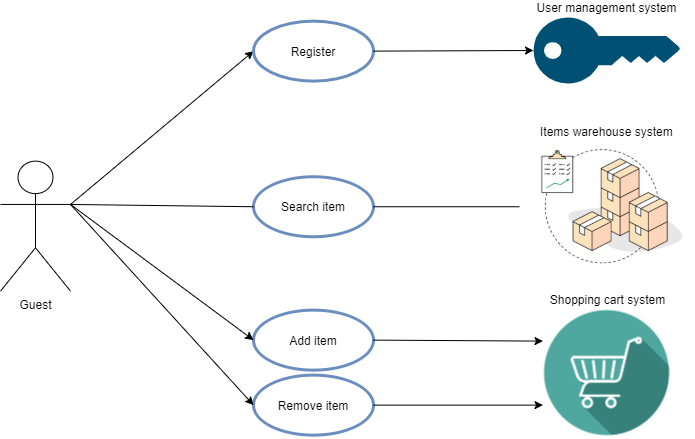 User management system
Register
Items warehouse system
Search item
Guest
Shopping cart system
Add item
Remove item